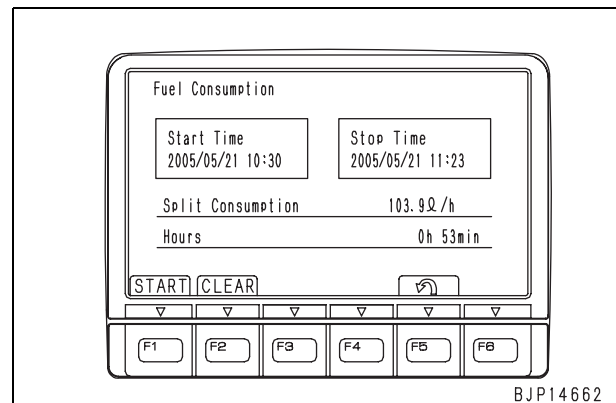 Fuel Consumption
Start Time
2005/05/21 10:30
Stop Time
2005/05/21 11:23
Split Consumption 103.9ℓ/h
Hours 0h 53min
START CLEAR
F1 F2 F3 F4 F5 F6
BJP14662